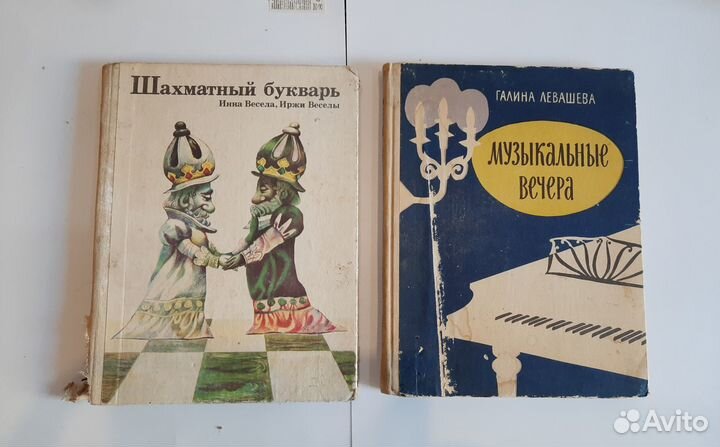 Шахматный букварь
Инна Весела, Иржи Веселы
ГАЛИНА ЛЕВАШЕВА
МУЗЫКАЛЬНЫЕ
ВЕЧЕРА
Avito